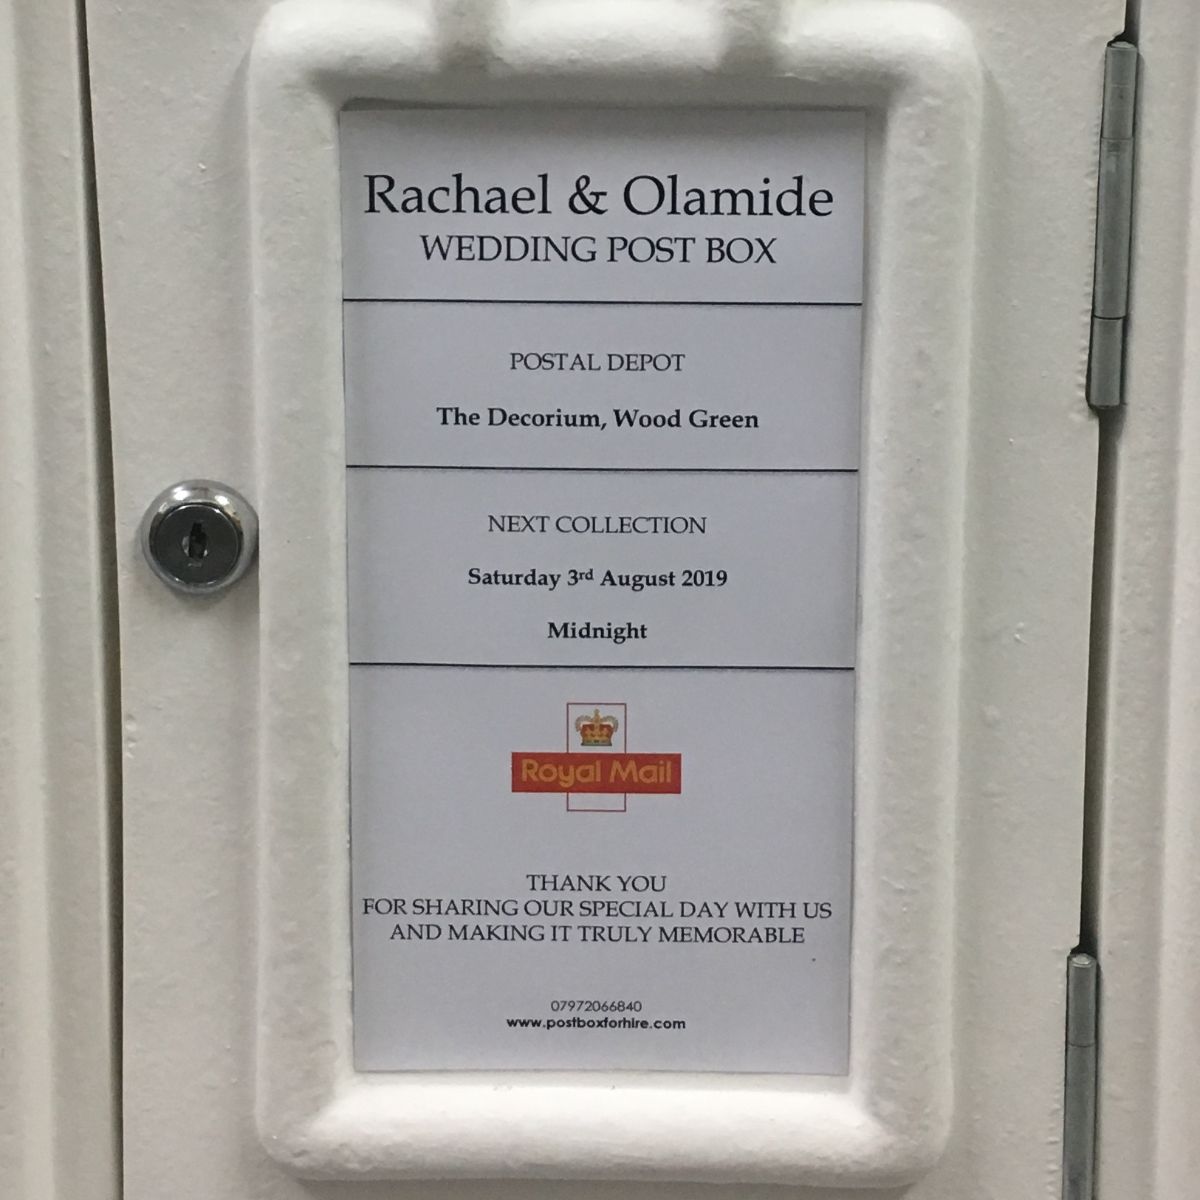 Rachael & Olamide
WEDDING POST BOX
POSTAL DEPOT
The Decorium, Wood Green
NEXT COLLECTION
Saturday 3rd August 2019
Midnight
Royal Mail
THANK YOU
FOR SHARING OUR SPECIAL DAY WITH US
AND MAKING IT TRULY MEMORABLE
07972066840
www.postboxforhire.com